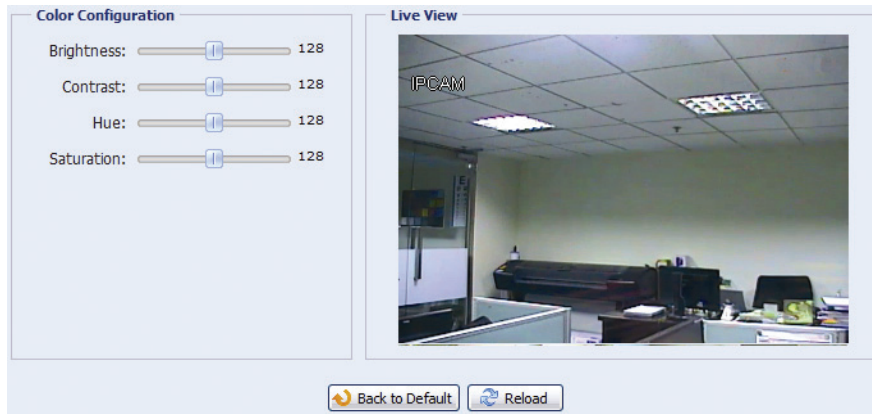 Color Configuration
Brightness: 128
Contrast: 128
Hue: 128
Saturation: 128
Live View
IPCAM
E
Back to Default
Reload